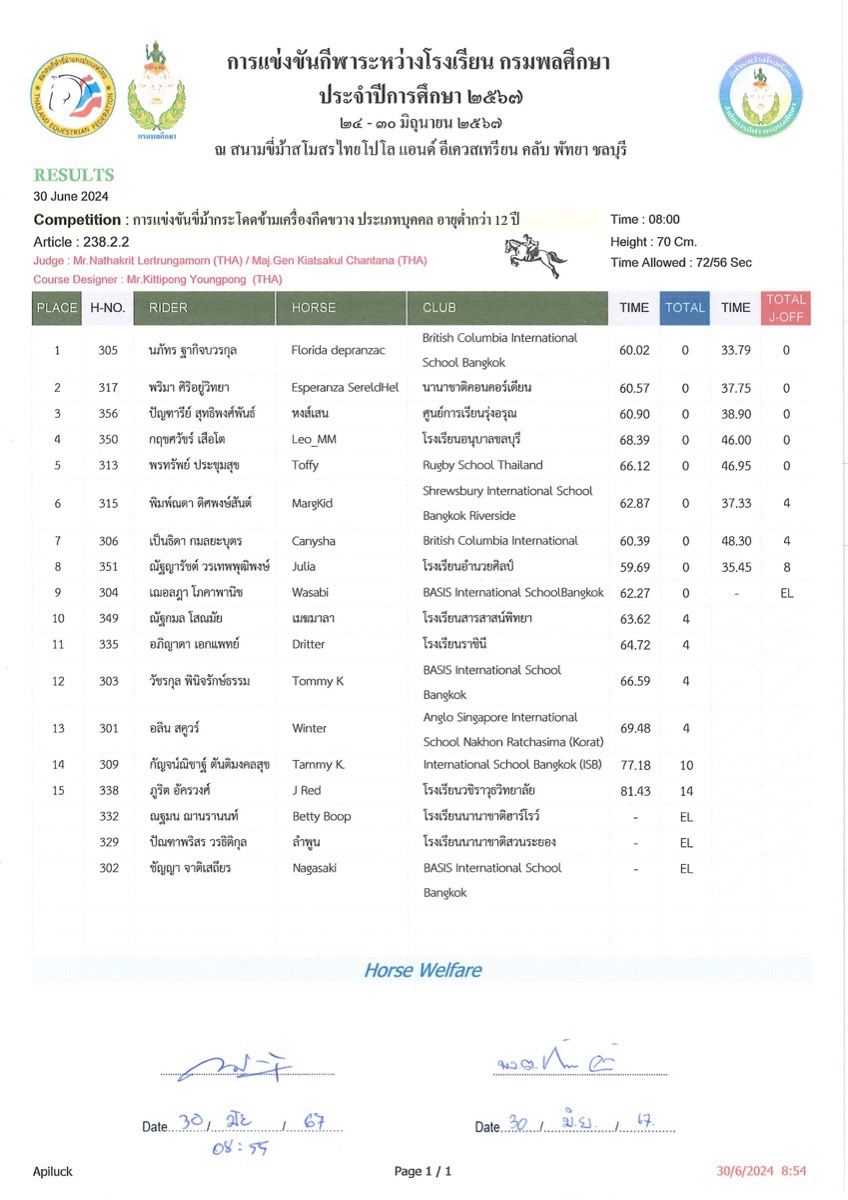 การแข่งขันกีฬาระหว่างโรงเรียน กรมพลศึกษา
ประจำปีการศึกษา ๒๕๖๗
๒๔ - ๓๐ มิถุนายน ๒๕๖๗
ณ สนามขี่ม้าสโมสรไทยโปโล แอนด์ อีเควสเทรียน คลับ พัทยา ชลบุรี
THAILAND EQUESTRIAN FEDERATION
กรมพลศึกษา
RESULTS
30 June 2024
Competition : การแข่งขันขี่ม้ากระโดดข้ามเครื่องกีดขวาง ประเภทบุคคล อายุต่ำกว่า 12 ปี Time : 08:00
Article : 238.2.2 Height : 70 Cm.
Judge : Mr.Nathakrit Lertrungamorn (THA) / Maj.Gen Kiatsakul Chantana (THA) Time Allowed : 72/56 Sec
Course Designer : Mr.Kittipong Youngpong (THA)
PLACE H-NO. RIDER HORSE CLUB TIME TOTAL TIME TOTAL J-OFF
1 305 นภัทร ฐากิจบวรกุล Florida depranzac British Columbia International School Bangkok 60.02 0 33.79 0
2 317 พริมา ศิริอยู่วิทยา Esperanza SereldHel นานาชาติคอนคอร์เดียน 60.57 0 37.75 0
3 356 ปัญฑารีย์ สุทธิพงศ์พันธ์ หงส์เสน ศูนย์การเรียนรุ่งอรุณ 60.90 0 38.90 0
4 350 กฤชศวัชร์ เสือโต Leo_MM โรงเรียนอนุบาลชลบุรี 68.39 0 46.00 0
5 313 พรทรัพย์ ประชุมสุข Toffy Rugby School Thailand 66.12 0 46.95 0
6 315 พิมพ์ณดา ดิศพงษ์สันต์ MargKid Shrewsbury International School Bangkok Riverside 62.87 0 37.33 4
7 306 เป็นธิดา กมลยะบุตร Canysha British Columbia International 60.39 0 48.30 4
8 351 ณัฐญารัชต์ วรเทพพุฒิพงษ์ Julia โรงเรียนอำนวยศิลป์ 59.69 0 35.45 8
9 304 เฌอลฎา โภคาพานิช Wasabi BASIS International SchoolBangkok 62.27 0 - EL
10 349 ณัฐกมล โสณมัย เมขมาลา โรงเรียนสารสาสน์พิทยา 63.62 4
11 335 อภิญาดา เอกแพทย์ Dritter โรงเรียนราชินี 64.72 4
12 303 วัชรกุล พินิจรักษ์ธรรม Tommy K BASIS International School Bangkok 66.59 4
13 301 อลิน สคูวร์ Winter Anglo Singapore International School Nakhon Ratchasima (Korat) 69.48 4
14 309 กัญจน์ณิชาฐ์ ตันติมงคลสุข Tammy K. International School Bangkok (ISB) 77.18 10
15 338 ภูริต อัครวงศ์ J Red โรงเรียนวชิราวุธวิทยาลัย 81.43 14
332 ณฐมน ฌานรานนท์ Betty Boop โรงเรียนนานาชาติฮาร์โรว์ - EL
329 ปัณฑาพริสร วรธิติกุล ลำพูน โรงเรียนนานาชาติสวนระยอง - EL
302 ชัญญา จาติเสถียร Nagasaki BASIS International School Bangkok - EL
Horse Welfare
Date 30 / มิย / 67 Date 30 / มิ.ย. / 67.
08:55
Apiluck Page 1 / 1 30/6/2024 8:54